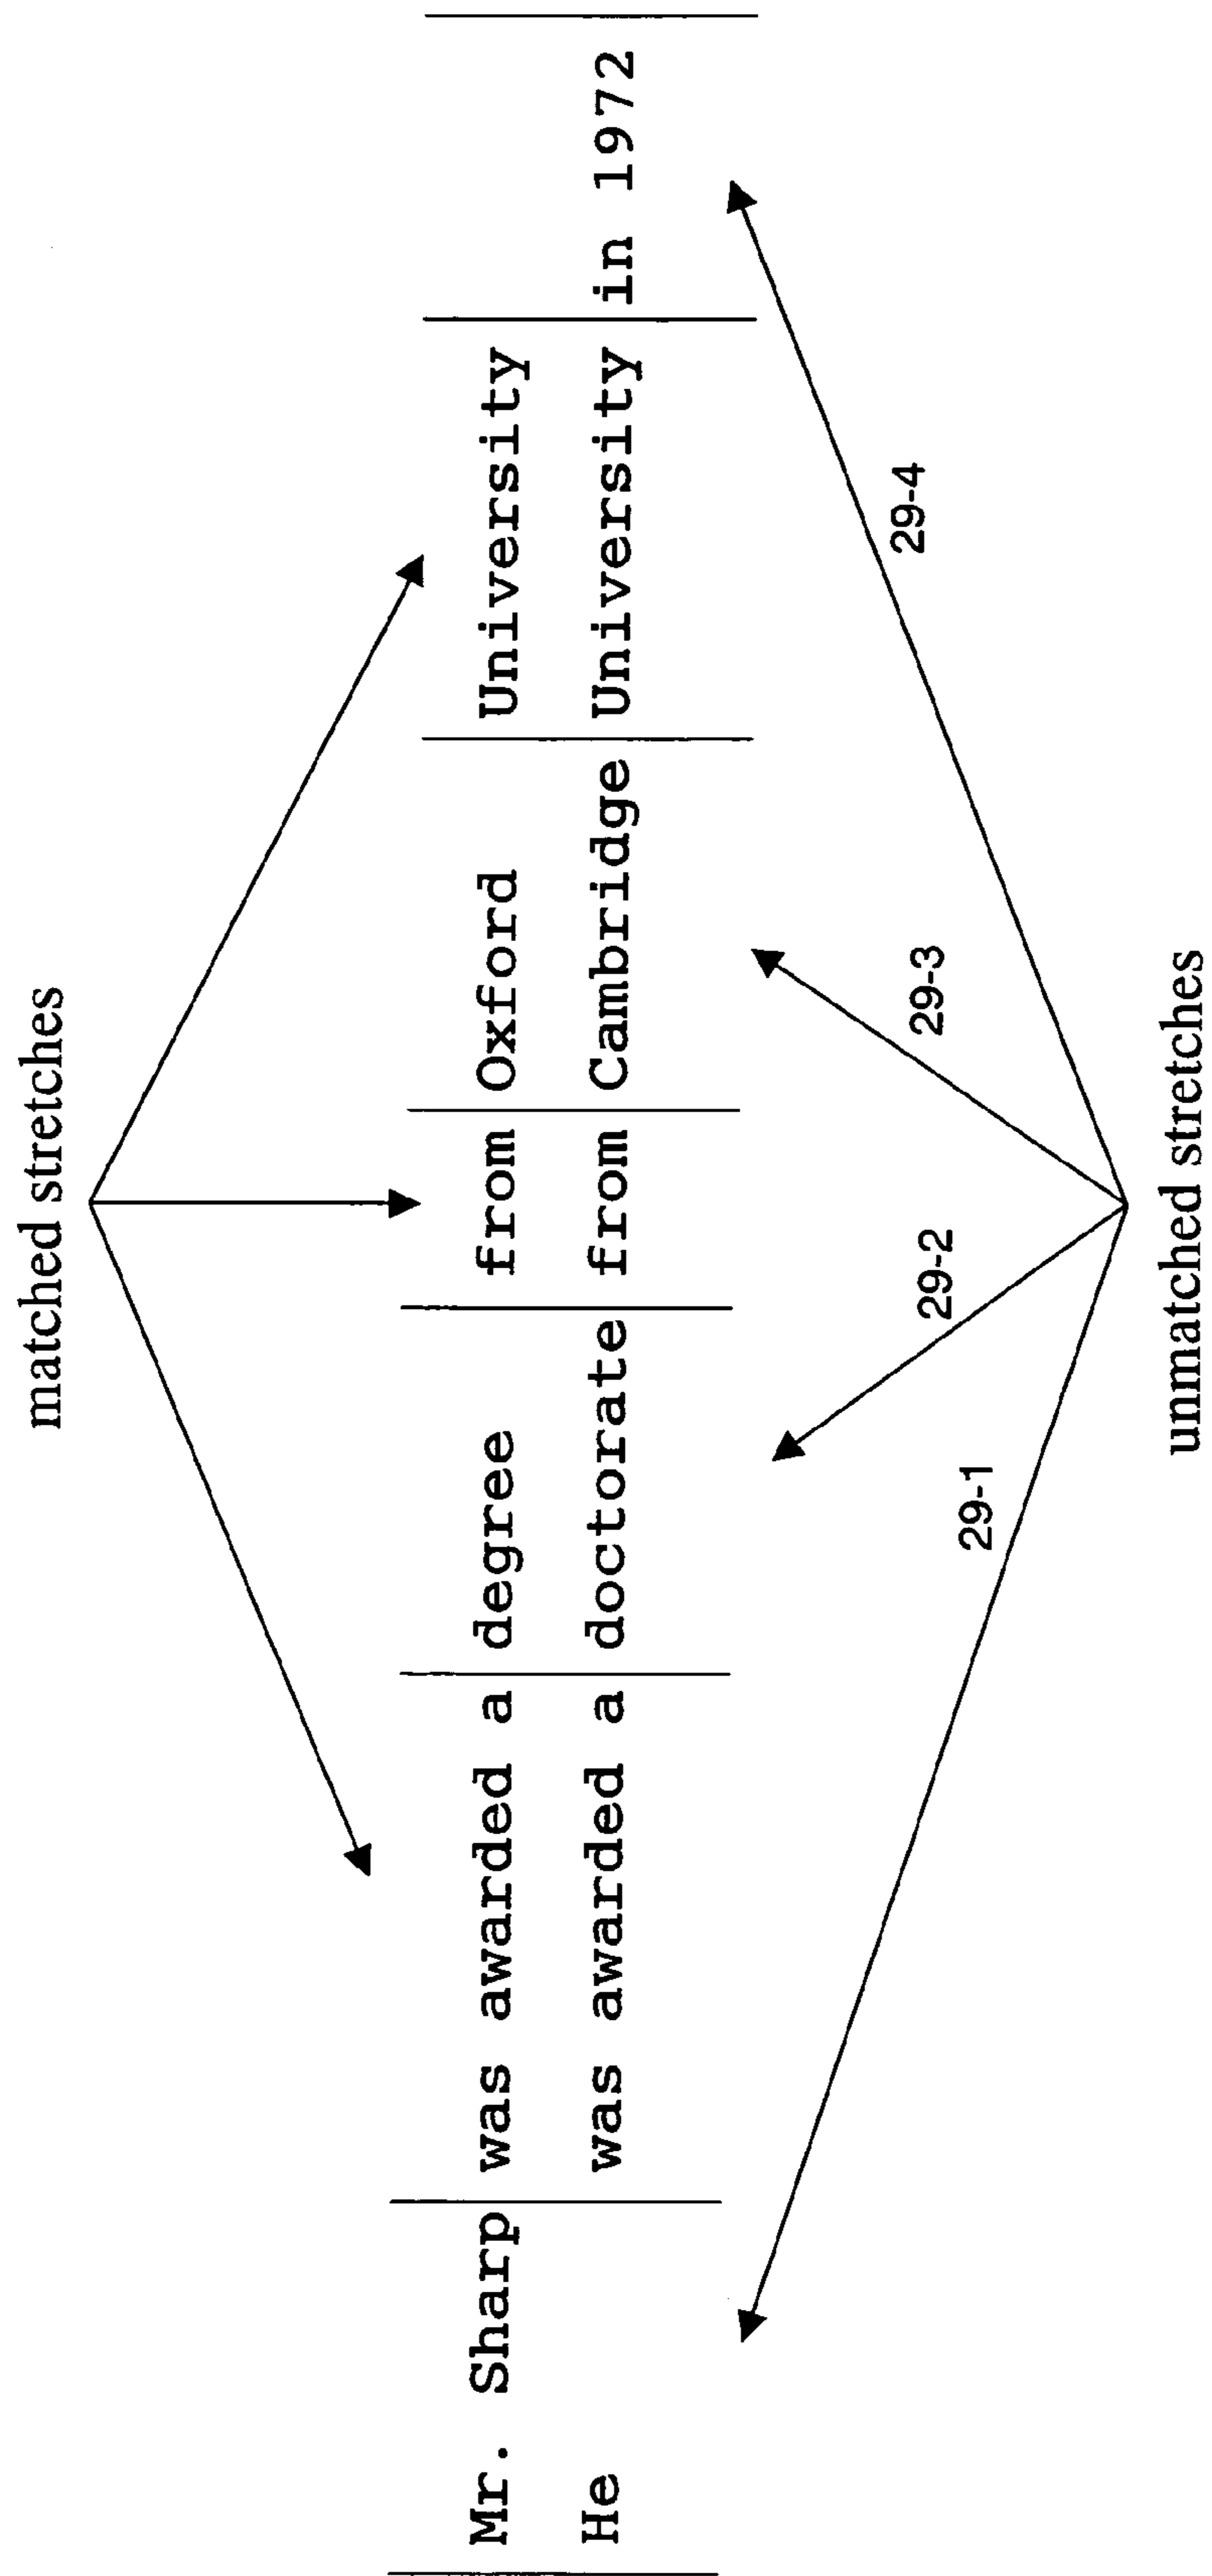 matched stretches
Mr. Sharp was awarded a degree from Oxford University
He was awarded a doctorate from Cambridge University in 1972
29-1
29-2
29-3
29-4
unmatched stretches